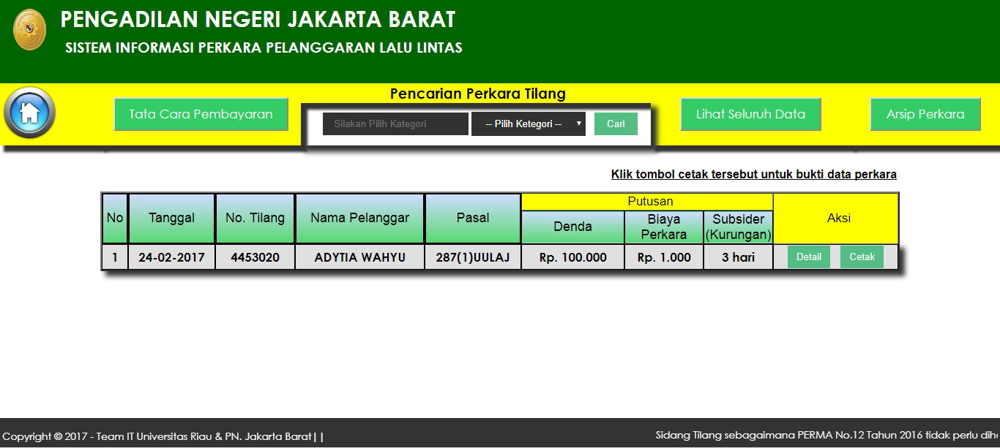 PENGADILAN NEGERI JAKARTA BARAT
SISTEM INFORMASI PERKARA PELANGGARAN LALU LINTAS
Pencarian Perkara Tilang
Tata Cara Pembayaran
Silakan Pilih Kategori
-- Pilih Ketegori --
Cari
Lihat Seluruh Data
Arsip Perkara
Klik tombol cetak tersebut untuk bukti data perkara
No Tanggal No. Tilang Nama Pelanggar Pasal Putusan Aksi
Denda Biaya Perkara Subsider (Kurungan)
1 24-02-2017 4453020 ADYTIA WAHYU 287(1)UULAJ Rp. 100.000 Rp. 1.000 3 hari Detail Cetak
Copyright © 2017 - Team IT Universitas Riau & PN. Jakarta Barat||
Sidang Tilang sebagaimana PERMA No.12 Tahun 2016 tidak perlu